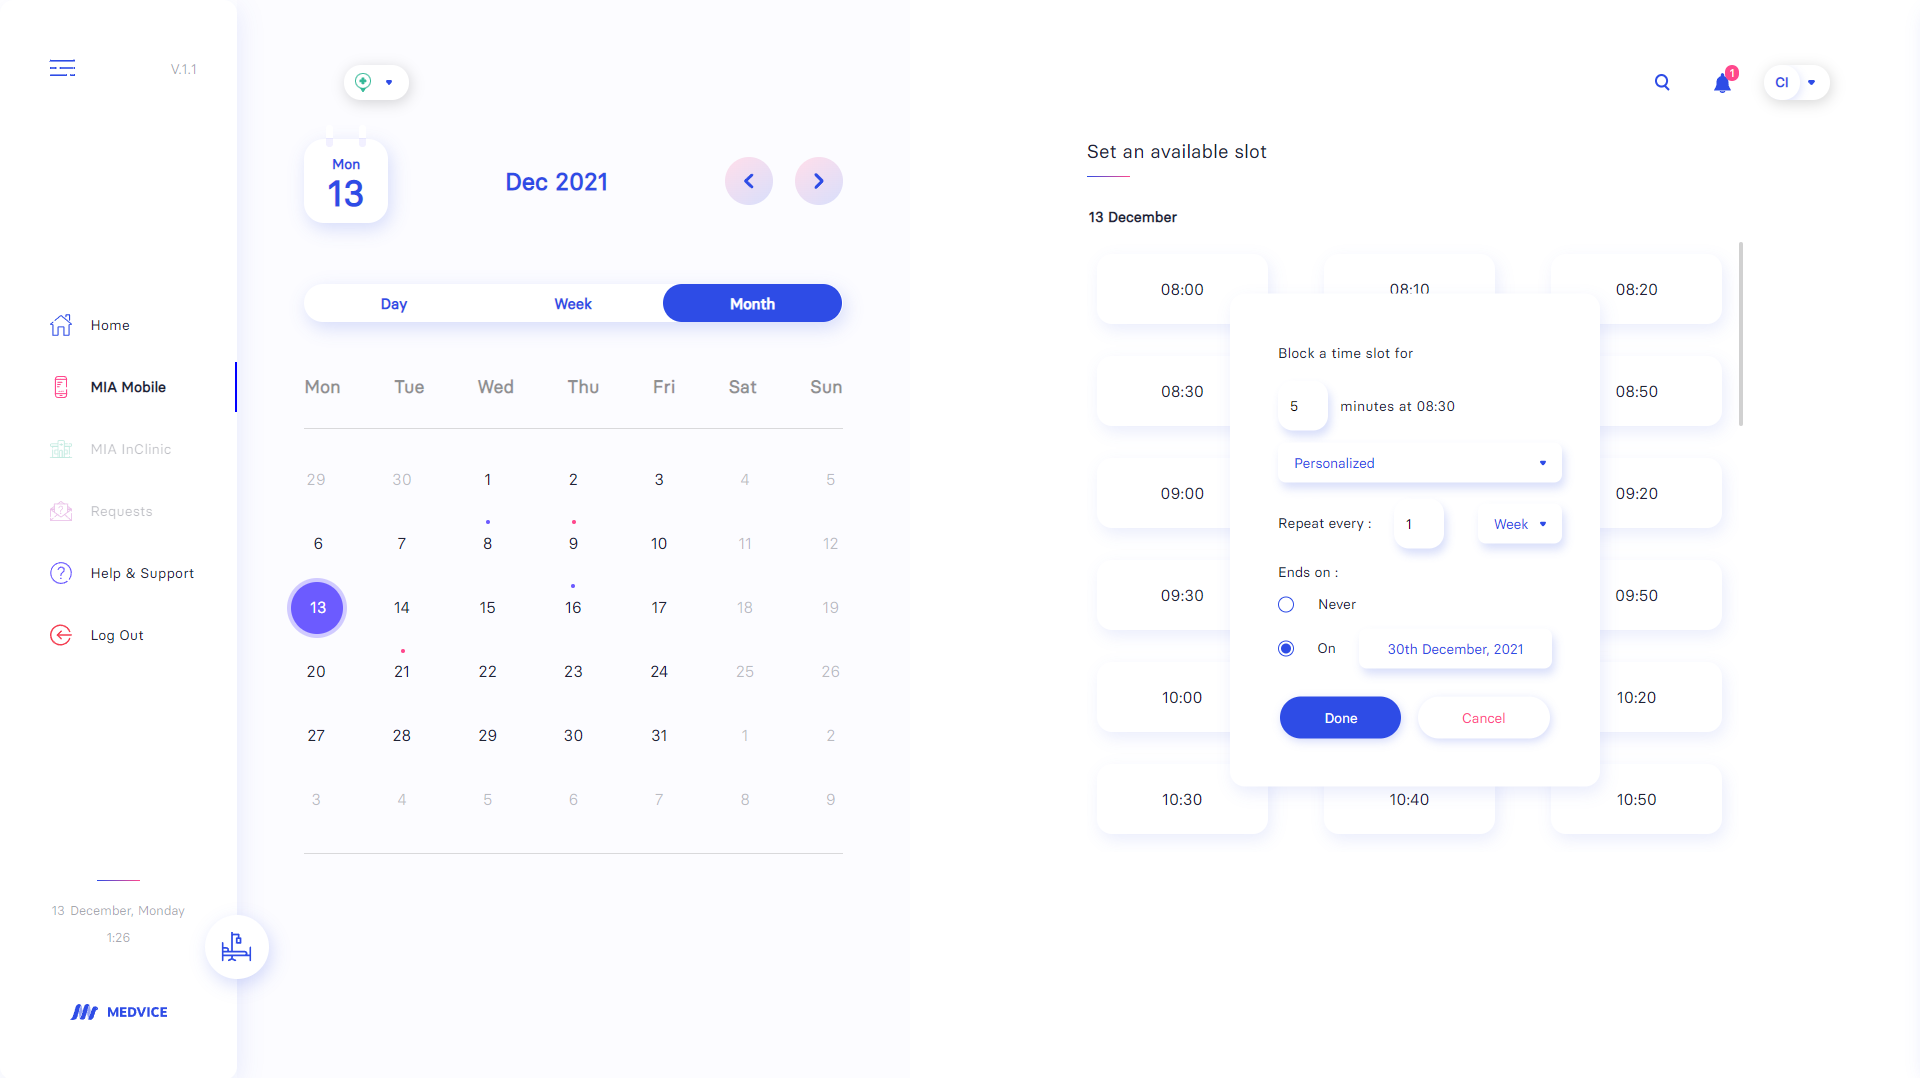 V.1.1
Home
MIA Mobile
MIA InClinic
Requests
Help & Support
Log Out
13 December, Monday
1:26
MEDVICE
Mon
13
Dec 2021
Day Week Month
Mon Tue Wed Thu Fri Sat Sun
29 30 1 2 3 4 5
6 7 8 9 10 11 12
13 14 15 16 17 18 19
20 21 22 23 24 25 26
27 28 29 30 31 1 2
3 4 5 6 7 8 9
1
CI
Set an available slot
13 December
08:00 08:10 08:20
08:30 08:50
09:00 09:20
09:30 09:50
10:00 10:20
10:30 10:40 10:50
Block a time slot for
5 minutes at 08:30
Personalized
Repeat every : 1 Week
Ends on :
Never
On 30th December, 2021
Done Cancel